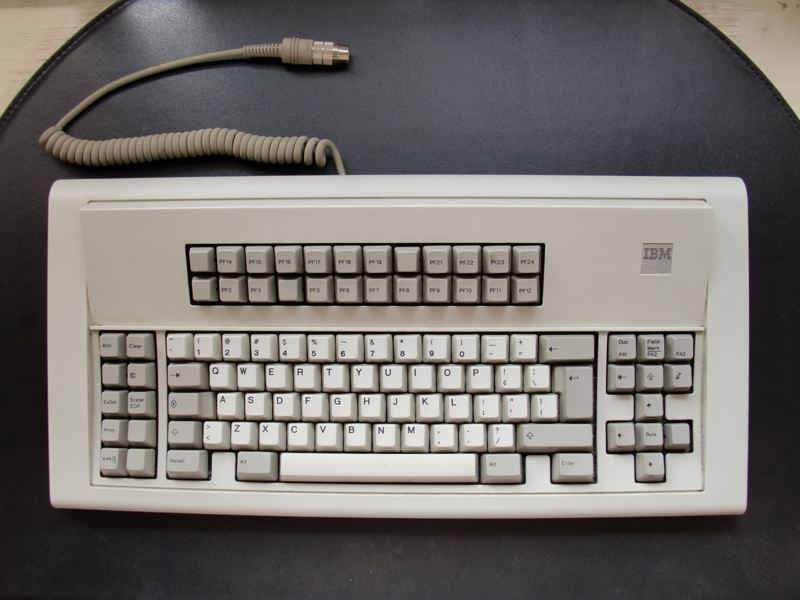 PF14 PF15 PF16 PF17 PF18 PF19 PF21 PF22 PF23 PF24
IBM
PF2 PF3 PF5 PF6 PF7 PF8 PF9 PF10 PF11 PF12
Attn Clear
! @ # $ % & * ( ) _ +
1 2 3 4 5 6 7 8 9 0 - =
Dup PA1 Field Mark PA2 PA3
Q W E R T Y U I O P
ExSel Erase EOF
A S D F G H J K L : ; " ' { } ( )
Rule
Print
> < Z X C V B N M , . ? /
Reset Alt Alt Enter